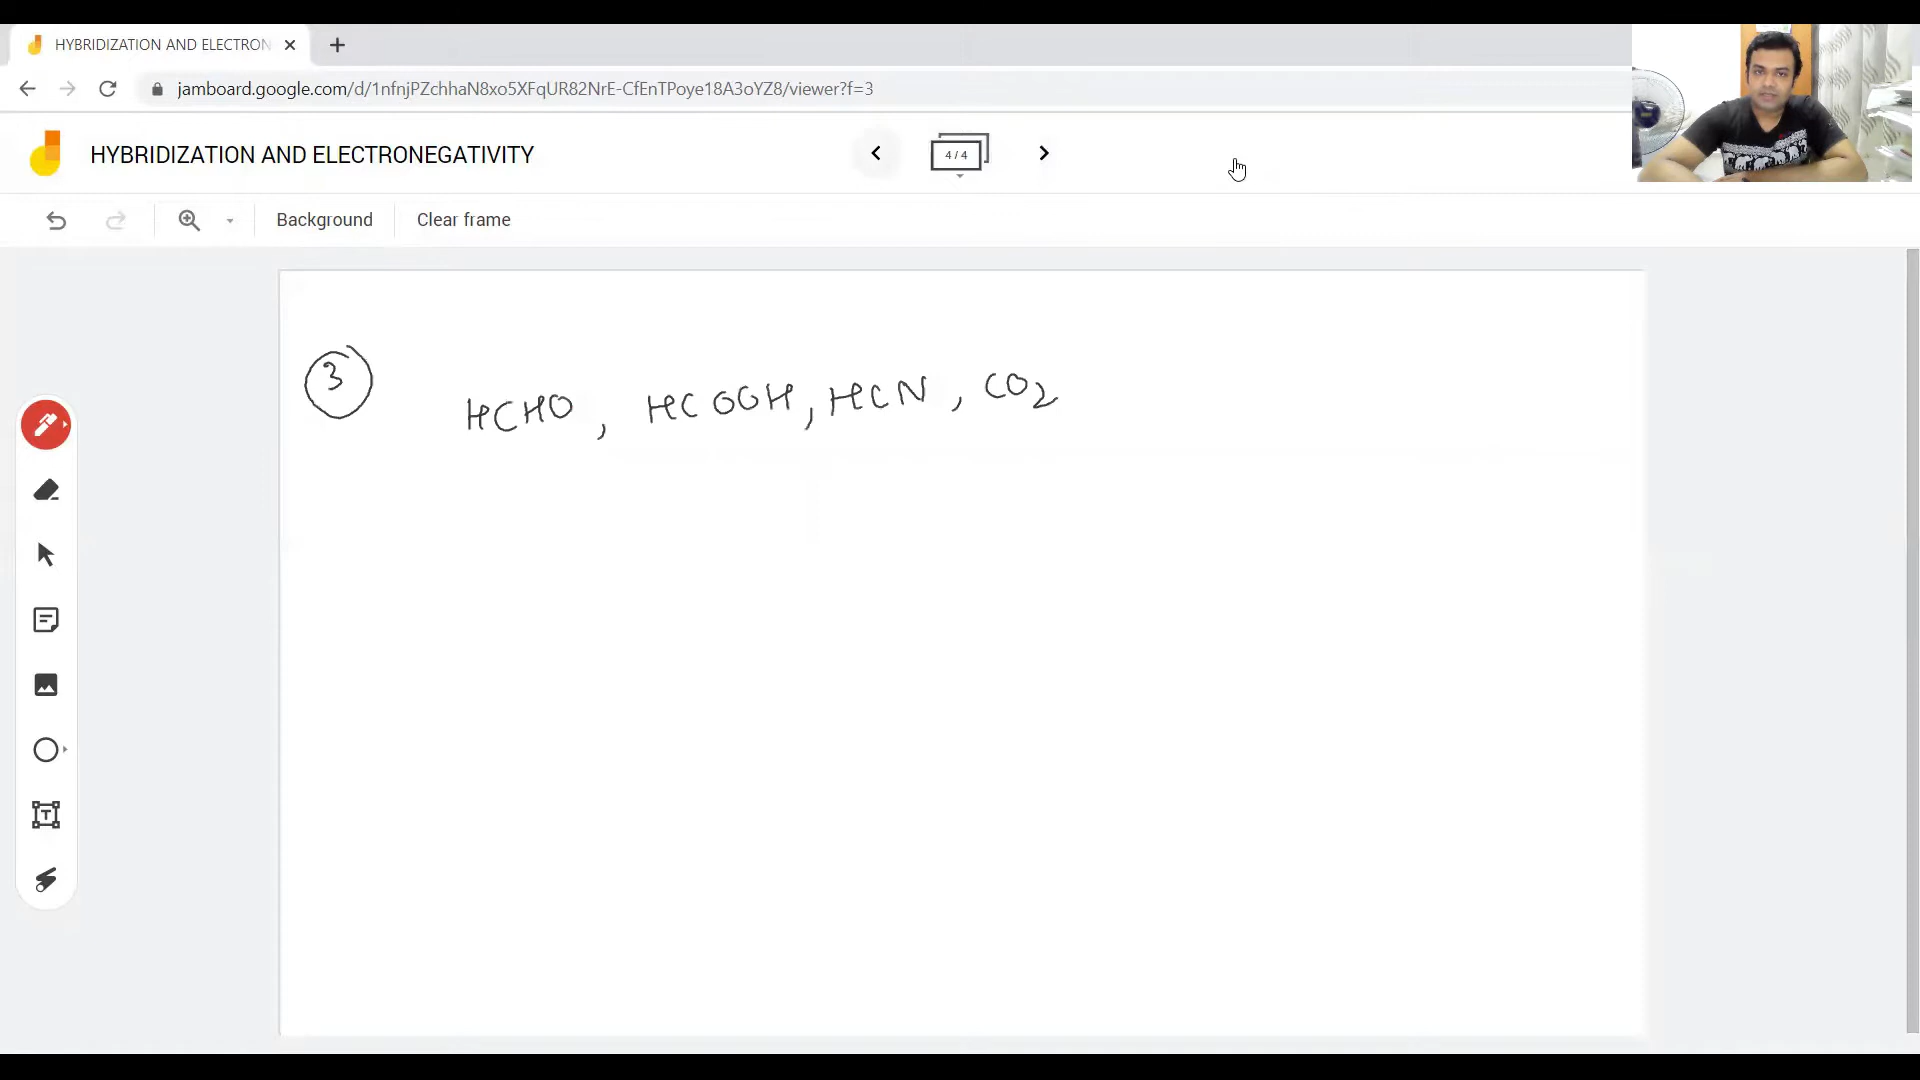 HYBRIDIZATION AND ELECTRON
jamboard.google.com/d/1nfnjPZchhaN8xo5XFqUR82NrE-CfEnTPoye18A3oYZ8/viewer?f=3
HYBRIDIZATION AND ELECTRONEGATIVITY
4/4
Background
Clear frame
3
HCHO, HCOOH, HCN, CO2